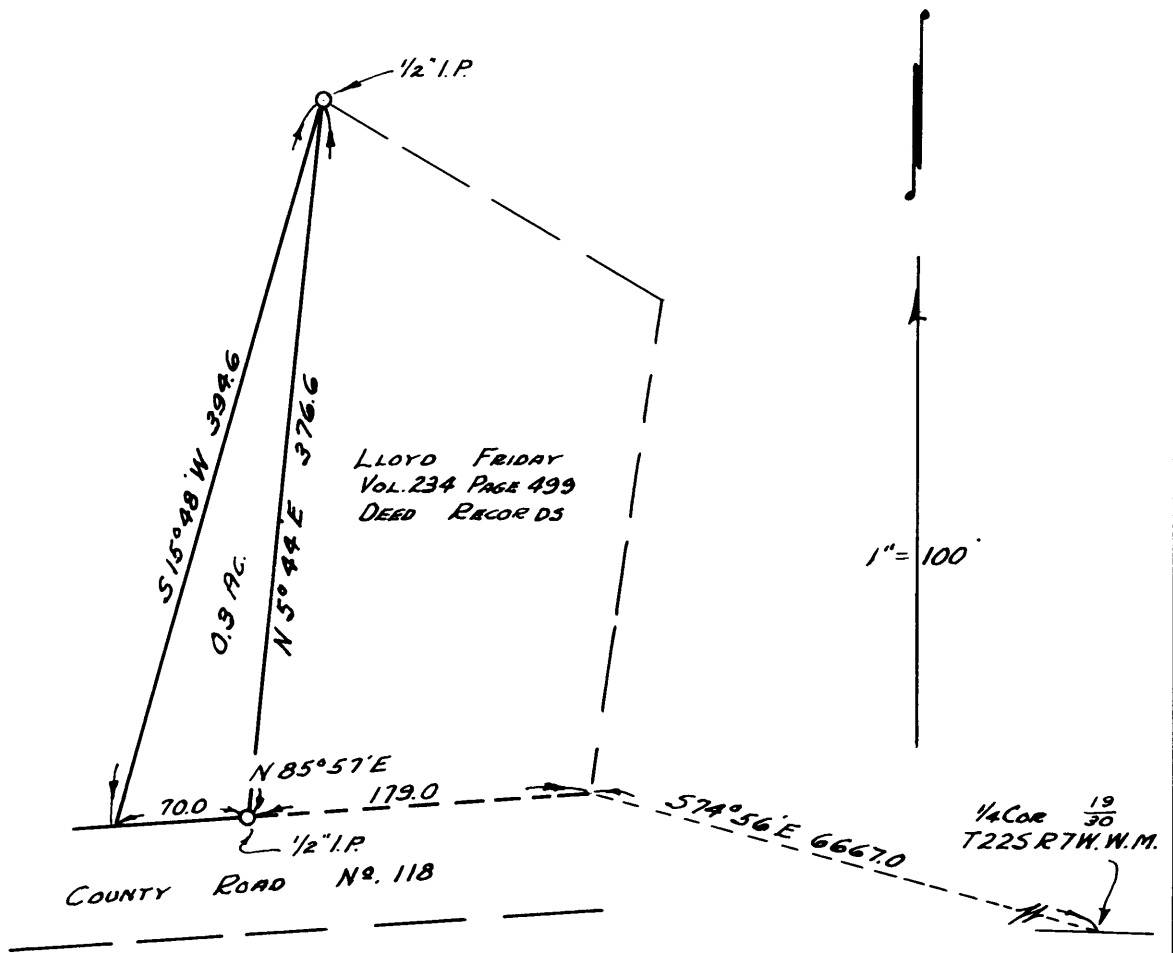 1/2" I.P.
S 15° 48' W 394.6
0.3 AC.
N 5° 44' E 376.6
LLOYD FRIDAY
VOL. 234 PAGE 499
DEED RECORDS
1" = 100'
N 85° 57' E
70.0
179.0
1/2" I.P.
COUNTY ROAD Nº. 118
S 74° 56' E 6667.0
1/4 COR 19/30
T22S R7W. W.M.